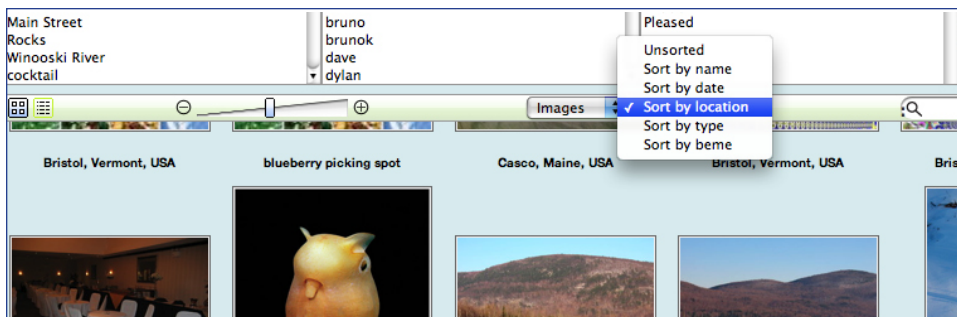 Main Street
Rocks
Winooski River
cocktail
bruno
brunok
dave
dylan
Pleased
Unsorted
Sort by name
Sort by date
Sort by location
Sort by type
Sort by beme
Images
Bristol, Vermont, USA
blueberry picking spot
Casco, Maine, USA
Bristol, Vermont, USA
Bris